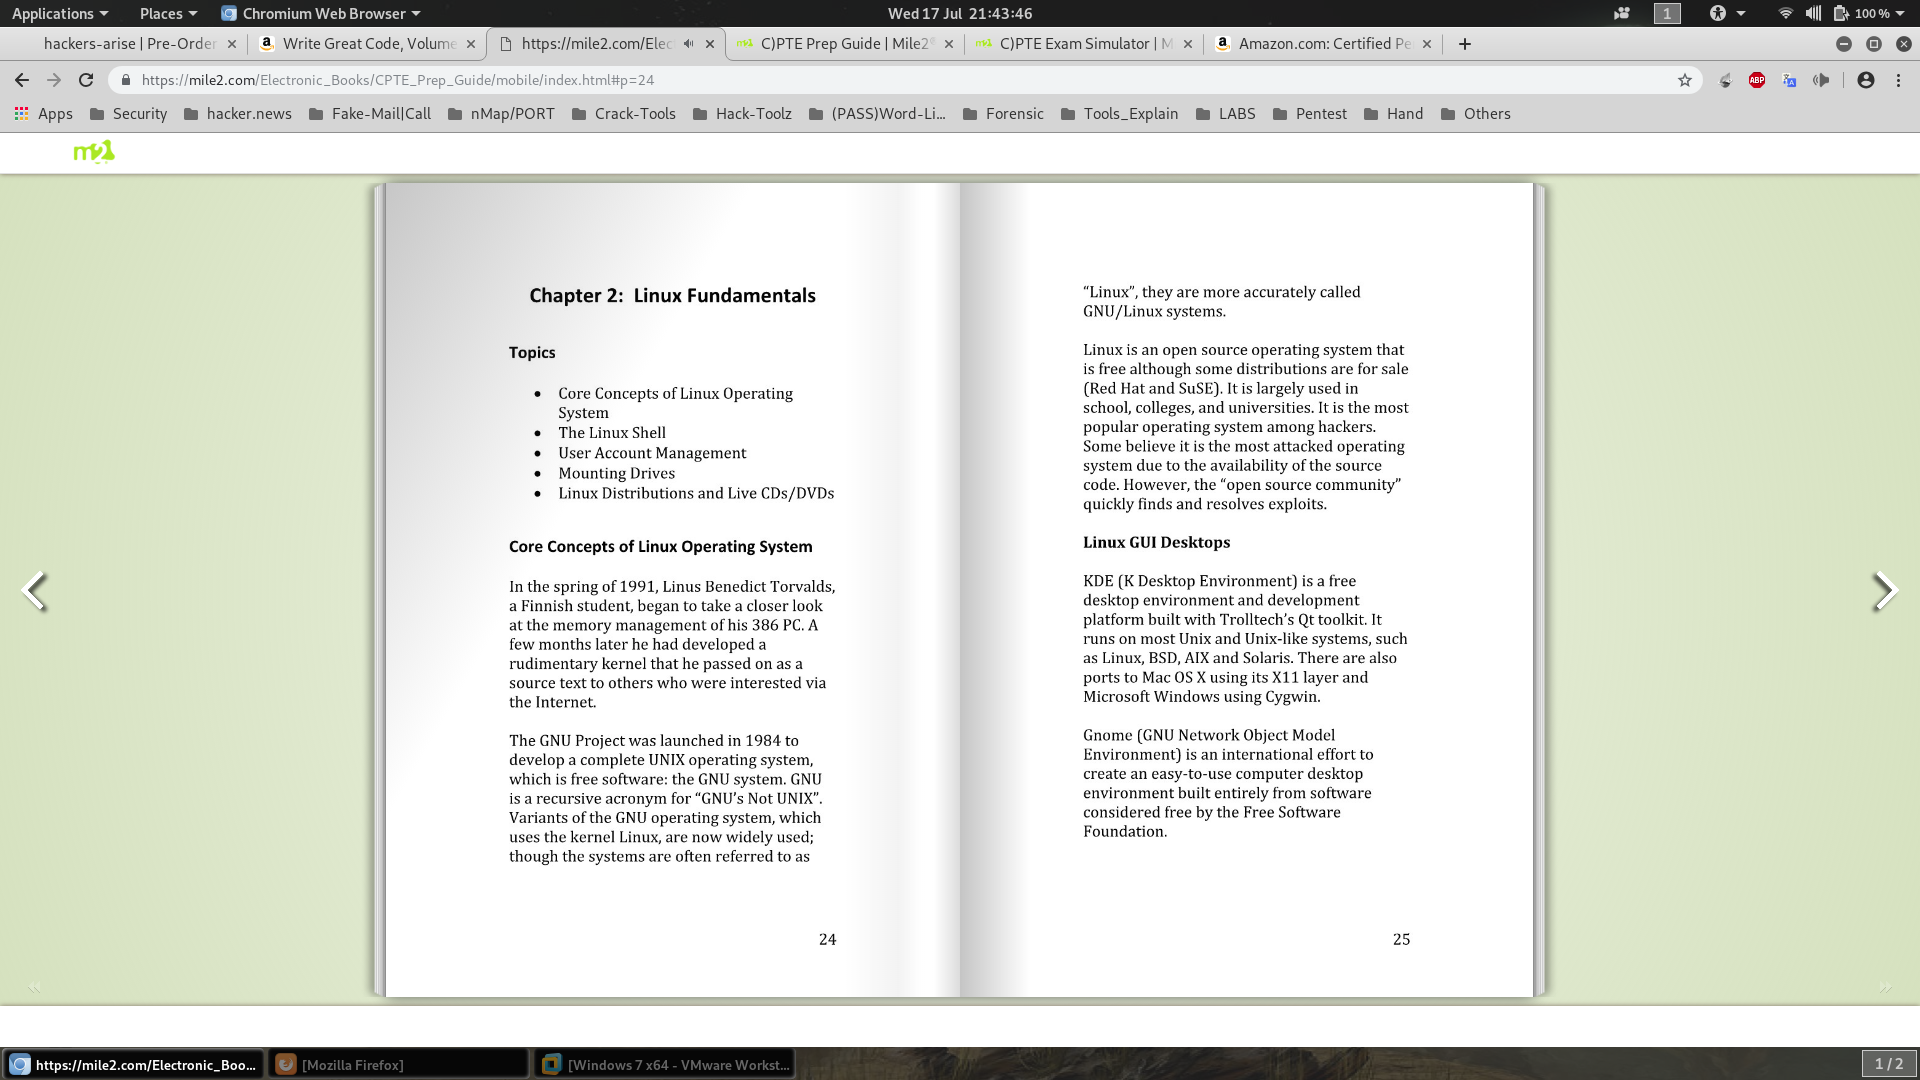 Applications Places Chromium Web Browser Wed 17 Jul 21:43:46 1 100 %
hackers-arise | Pre-Order Write Great Code, Volume https://mile2.com/Elec C)PTE Prep Guide | Mile2 C)PTE Exam Simulator | M Amazon.com: Certified Pe
https://mile2.com/Electronic_Books/CPTE_Prep_Guide/mobile/index.html#p=24 ABP
Apps Security hacker.news Fake-Mail|Call nMap/PORT Crack-Tools Hack-Toolz (PASS)Word-Li... Forensic Tools_Explain LABS Pentest Hand Others
m2
Chapter 2: Linux Fundamentals
Topics
• Core Concepts of Linux Operating
System
• The Linux Shell
• User Account Management
• Mounting Drives
• Linux Distributions and Live CDs/DVDs
Core Concepts of Linux Operating System
In the spring of 1991, Linus Benedict Torvalds,
a Finnish student, began to take a closer look
at the memory management of his 386 PC. A
few months later he had developed a
rudimentary kernel that he passed on as a
source text to others who were interested via
the Internet.
The GNU Project was launched in 1984 to
develop a complete UNIX operating system,
which is free software: the GNU system. GNU
is a recursive acronym for “GNU’s Not UNIX”.
Variants of the GNU operating system, which
uses the kernel Linux, are now widely used;
though the systems are often referred to as
24
“Linux”, they are more accurately called
GNU/Linux systems.
Linux is an open source operating system that
is free although some distributions are for sale
(Red Hat and SuSE). It is largely used in
school, colleges, and universities. It is the most
popular operating system among hackers.
Some believe it is the most attacked operating
system due to the availability of the source
code. However, the “open source community”
quickly finds and resolves exploits.
Linux GUI Desktops
KDE (K Desktop Environment) is a free
desktop environment and development
platform built with Trolltech’s Qt toolkit. It
runs on most Unix and Unix-like systems, such
as Linux, BSD, AIX and Solaris. There are also
ports to Mac OS X using its X11 layer and
Microsoft Windows using Cygwin.
Gnome (GNU Network Object Model
Environment) is an international effort to
create an easy-to-use computer desktop
environment built entirely from software
considered free by the Free Software
Foundation.
25
https://mile2.com/Electronic_Boo... [Mozilla Firefox] [Windows 7 x64 - VMware Workst... 1 / 2